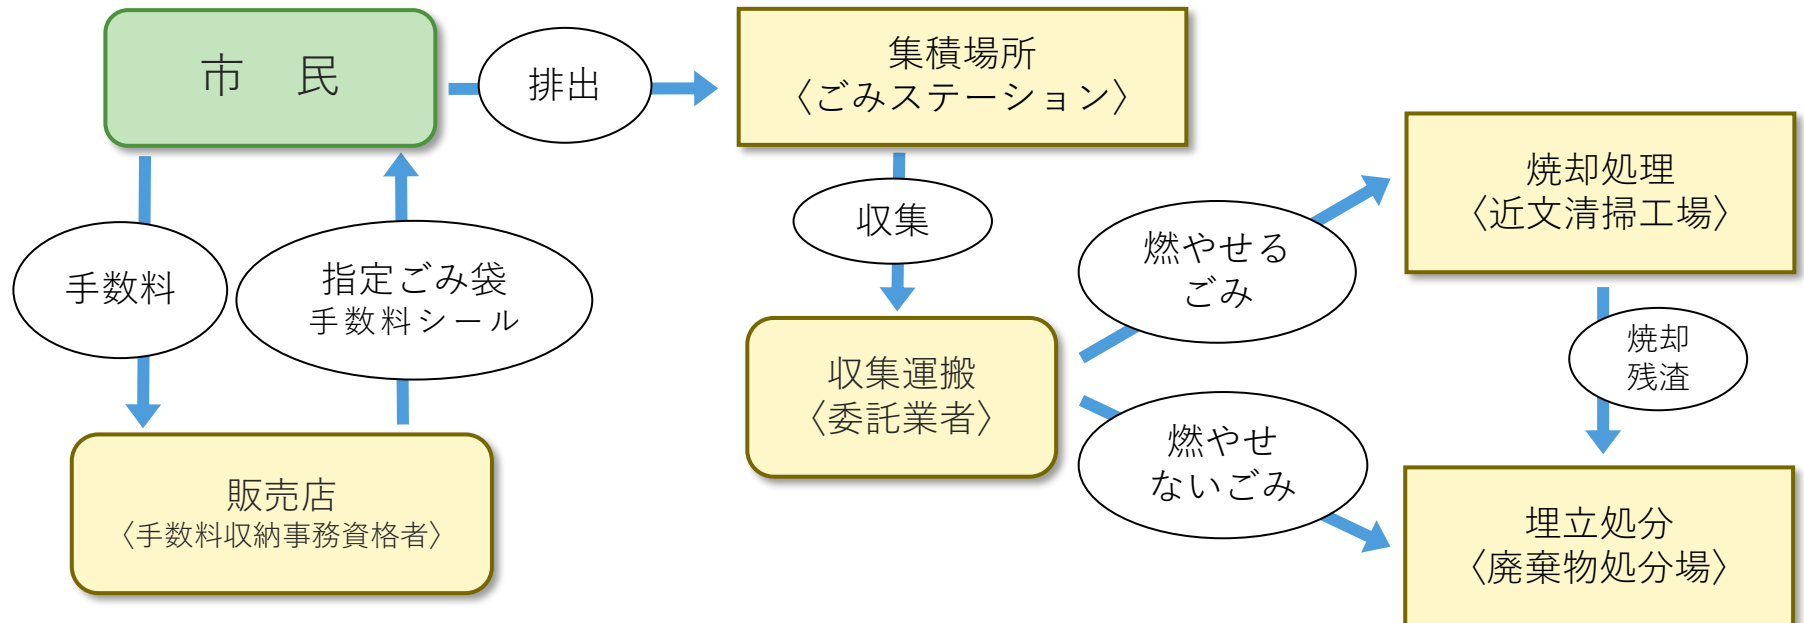 市　民
排出
集積場所
〈ごみステーション〉
手数料
指定ごみ袋
手数料シール
販売店
〈手数料収納事務資格者〉
収集
収集運搬
〈委託業者〉
燃やせる
ごみ
燃やせ
ないごみ
焼却処理
〈近文清掃工場〉
焼却
残渣
埋立処分
〈廃棄物処分場〉